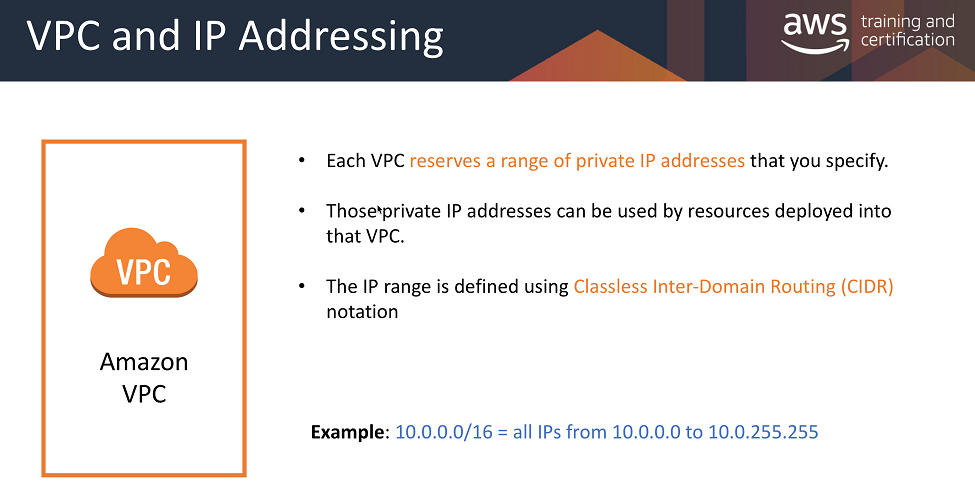 VPC and IP Addressing
aws training and
certification
• Each VPC reserves a range of private IP addresses that you specify.
• Those private IP addresses can be used by resources deployed into
that VPC.
• The IP range is defined using Classless Inter-Domain Routing (CIDR)
notation
VPC
Amazon
VPC
Example: 10.0.0.0/16 = all IPs from 10.0.0.0 to 10.0.255.255